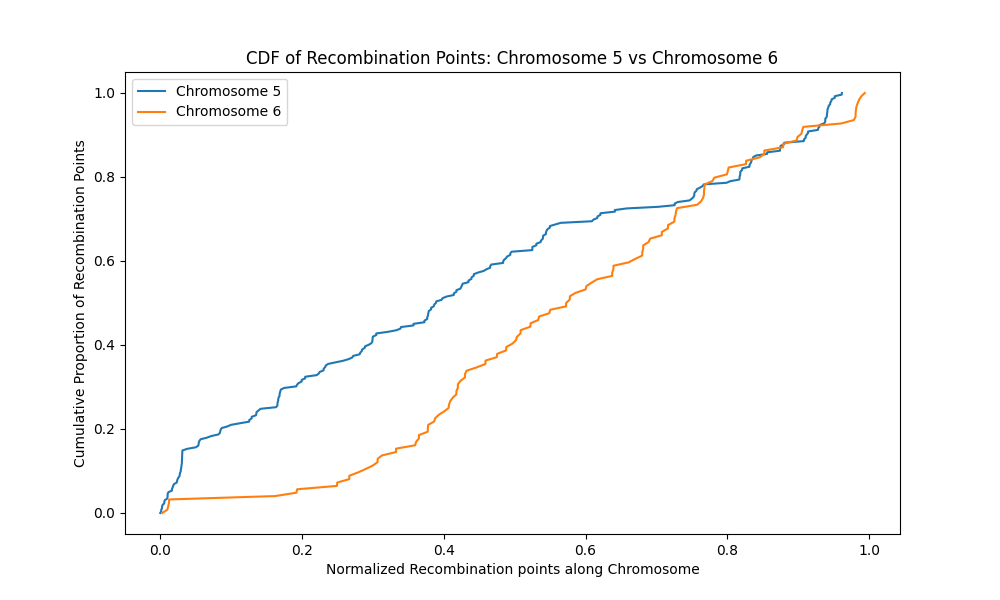 CDF of Recombination Points: Chromosome 5 vs Chromosome 6
Chromosome 5
Chromosome 6
Cumulative Proportion of Recombination Points
1.0
0.8
0.6
0.4
0.2
0.0
0.0 0.2 0.4 0.6 0.8 1.0
Normalized Recombination points along Chromosome